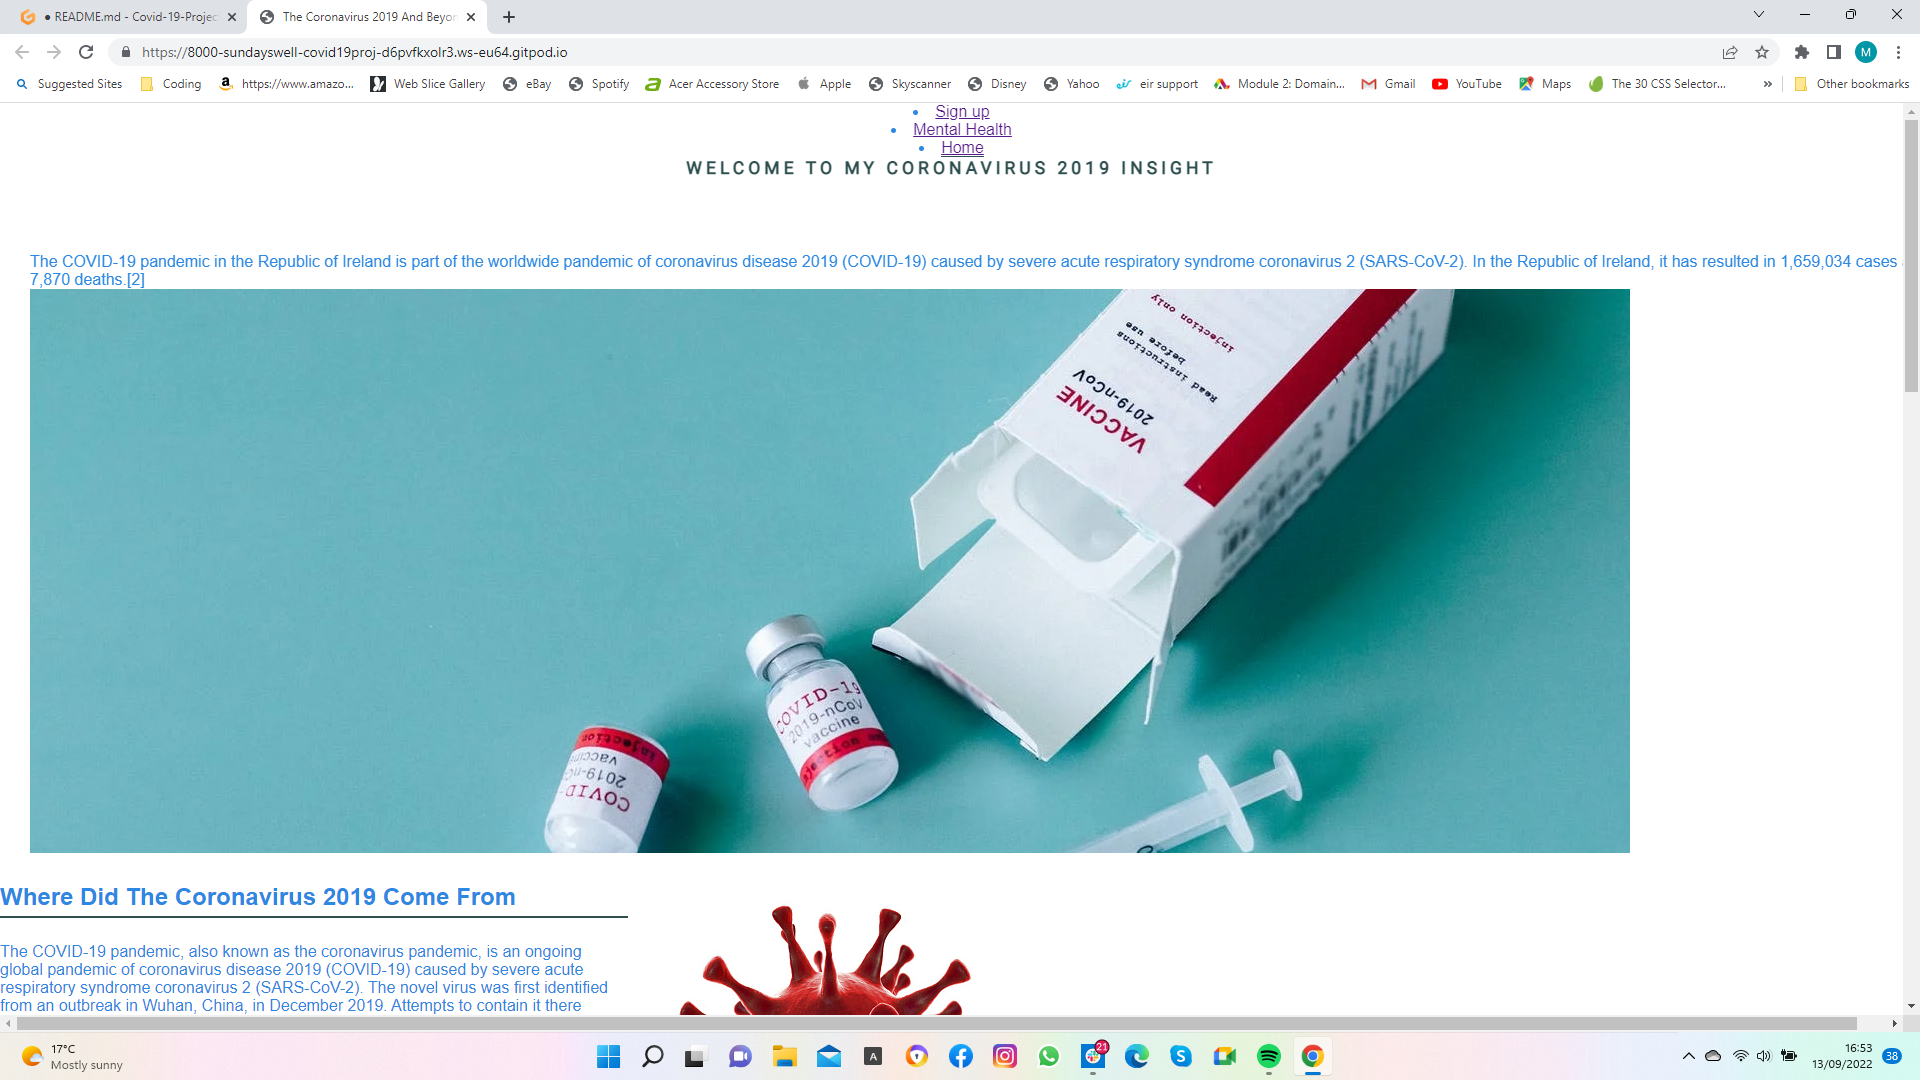 README.md - Covid-19-Projec
The Coronavirus 2019 And Beyon
https://8000-sundayswell-covid19proj-d6pvfkxolr3.ws-eu64.gitpod.io
M
Suggested Sites
Coding
https://www.amazo...
Web Slice Gallery
eBay
Spotify
Acer Accessory Store
Apple
Skyscanner
Disney
Yahoo
eir support
Module 2: Domain...
Gmail
YouTube
Maps
The 30 CSS Selector...
Other bookmarks
Sign up
Mental Health
Home
WELCOME TO MY CORONAVIRUS 2019 INSIGHT
The COVID-19 pandemic in the Republic of Ireland is part of the worldwide pandemic of coronavirus disease 2019 (COVID-19) caused by severe acute respiratory syndrome coronavirus 2 (SARS-CoV-2). In the Republic of Ireland, it has resulted in 1,659,034 cases
7,870 deaths.[2]
injection only
Read instructions
before use
2019-nCoV
VACCINE
COVID-19
2019-nCoV
vaccine
injection
vaccine
2019-nCo
COVID-
Where Did The Coronavirus 2019 Come From
The COVID-19 pandemic, also known as the coronavirus pandemic, is an ongoing
global pandemic of coronavirus disease 2019 (COVID-19) caused by severe acute
respiratory syndrome coronavirus 2 (SARS-CoV-2). The novel virus was first identified
from an outbreak in Wuhan, China, in December 2019. Attempts to contain it there
17°C
Mostly sunny
A
21
16:53
13/09/2022
38